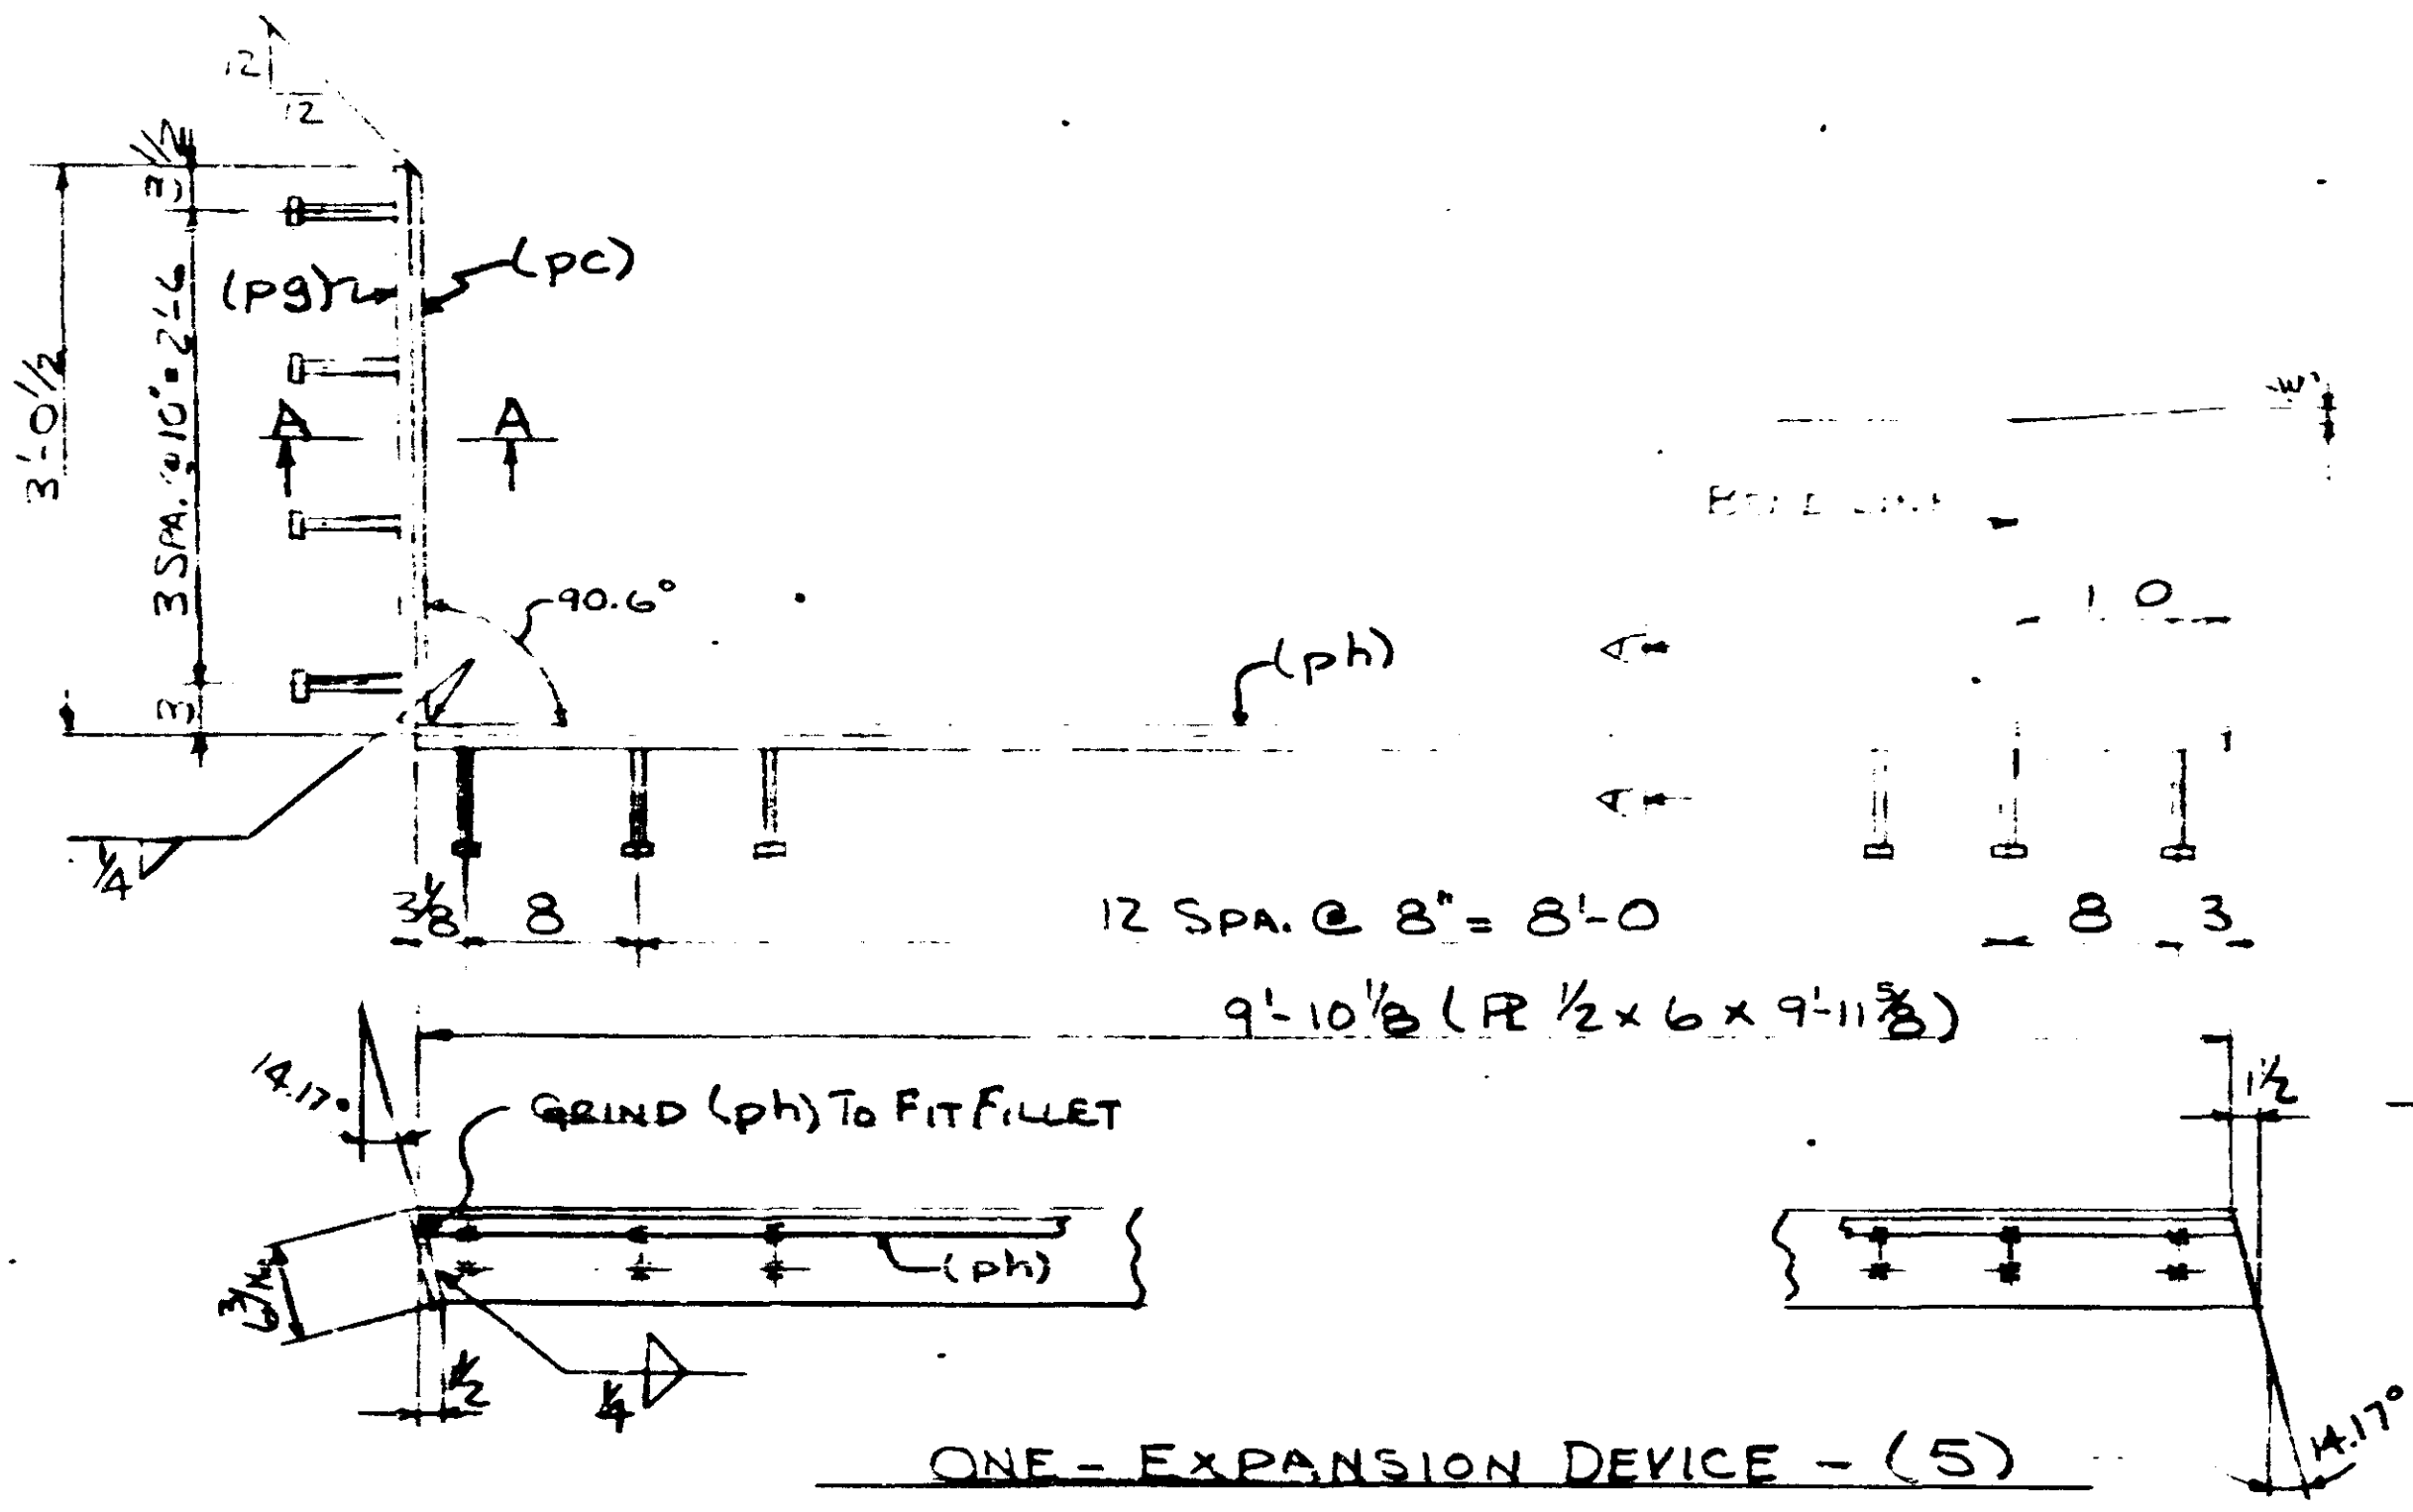 12
12
3 1/2
(pg)
(pc)
3'-0 1/2
3 SPA. @ 10" = 2'-6
A A
90.6°
1 0
(ph)
A
3
A
1/4
3 1/8 8 12 SPA. @ 8" = 8'-0 8 3
9'-10 1/8 ( PL 1/2 x 6 x 9'-11 5/8 )
14.17°
1 1/2
GRIND (ph) TO FIT FILLET
(ph)
1/4
14.17°
ONE - EXPANSION DEVICE - (5)